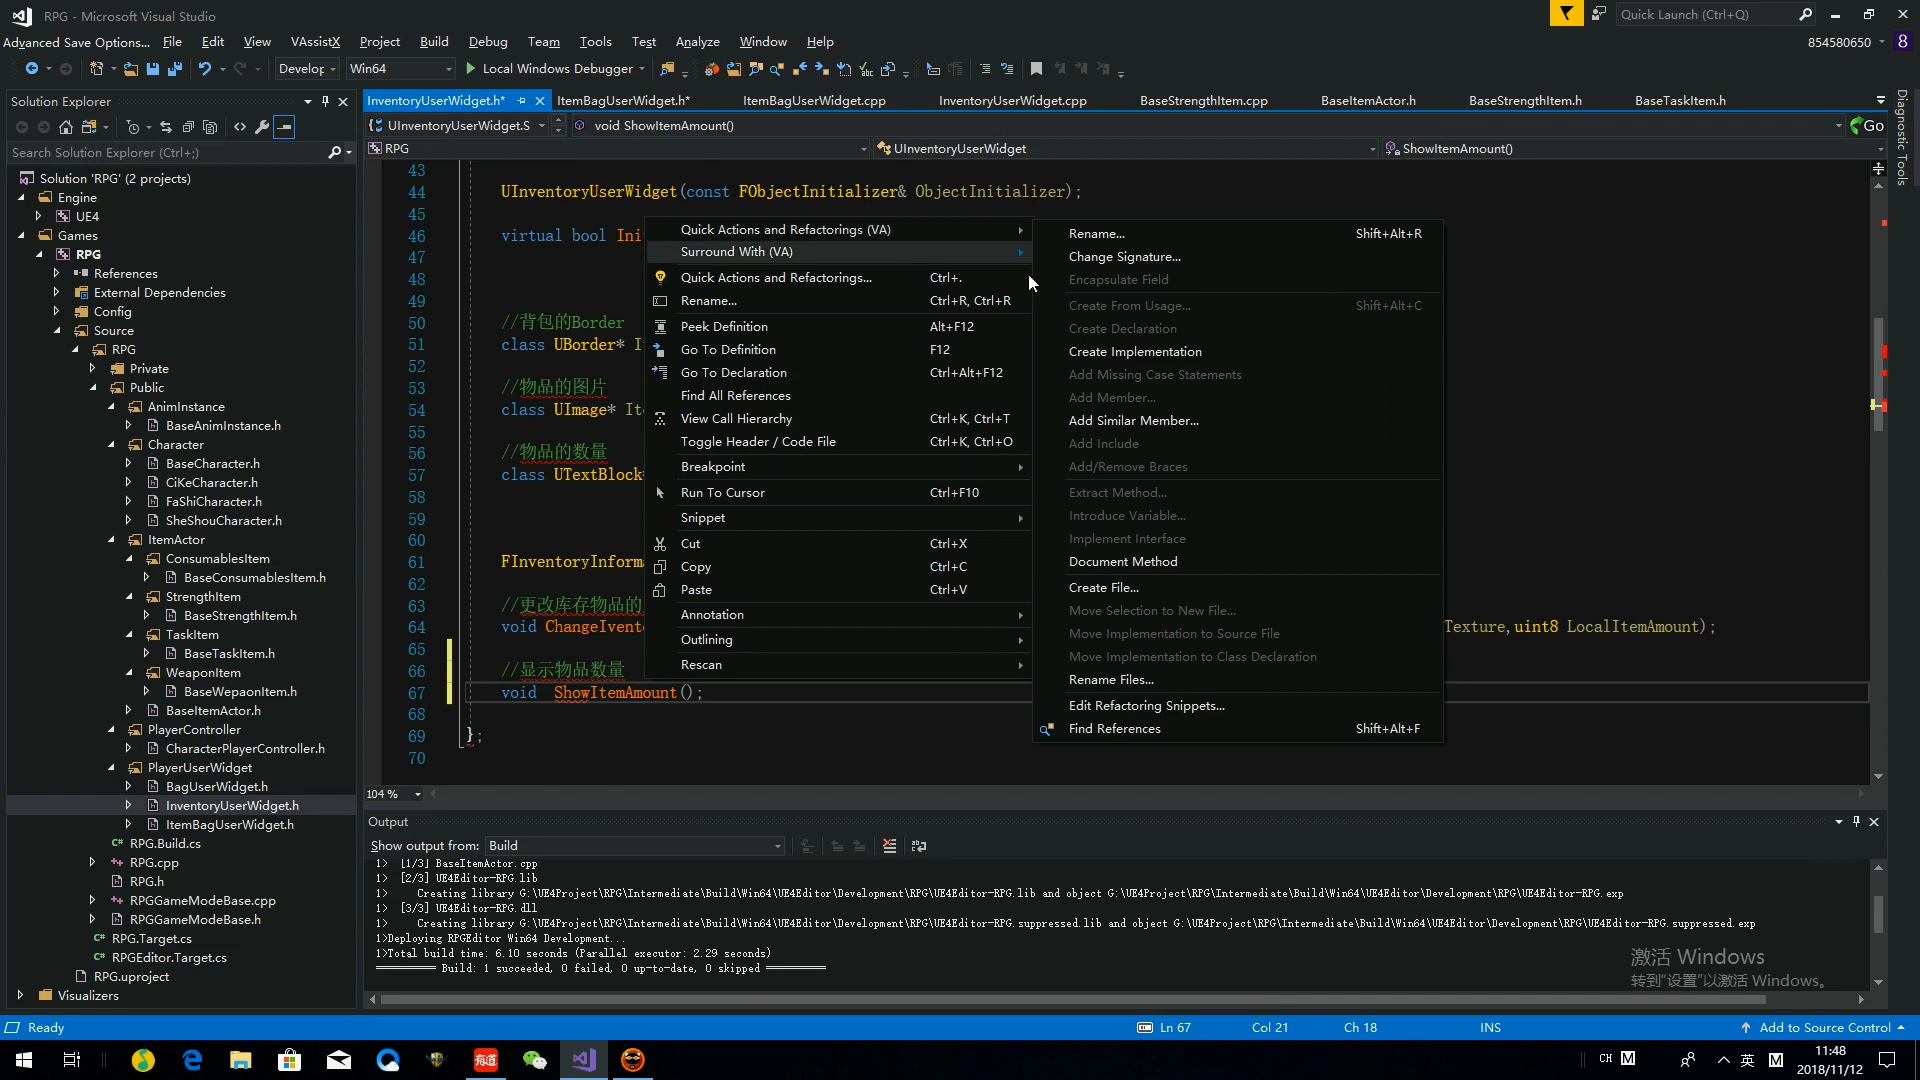 RPG - Microsoft Visual Studio
Quick Launch (Ctrl+Q)
Advanced Save Options... File Edit View VAssistX Project Build Debug Team Tools Test Analyze Window Help
854580650 8
Develop Win64 Local Windows Debugger
Solution Explorer
InventoryUserWidget.h* ItemBagUserWidget.h* ItemBagUserWidget.cpp InventoryUserWidget.cpp BaseStrengthItem.cpp BaseItemActor.h BaseStrengthItem.h BaseTaskItem.h
UInventoryUserWidget.S void ShowItemAmount() Go
RPG UInventoryUserWidget ShowItemAmount()
Diagnostic Tools
Search Solution Explorer (Ctrl+;)
Solution 'RPG' (2 projects)
Engine
UE4
Games
RPG
References
External Dependencies
Config
Source
RPG
Private
Public
AnimInstance
BaseAnimInstance.h
Character
BaseCharacter.h
CiKeCharacter.h
FaShiCharacter.h
SheShouCharacter.h
ItemActor
ConsumablesItem
BaseConsumablesItem.h
StrengthItem
BaseStrengthItem.h
TaskItem
BaseTaskItem.h
WeaponItem
BaseWepaonItem.h
BaseItemActor.h
PlayerController
CharacterPlayerController.h
PlayerUserWidget
BagUserWidget.h
InventoryUserWidget.h
ItemBagUserWidget.h
RPG.Build.cs
RPG.cpp
RPG.h
RPGGameModeBase.cpp
RPGGameModeBase.h
RPG.Target.cs
RPGEditor.Target.cs
RPG.uproject
Visualizers
43
44 UInventoryUserWidget(const FObjectInitializer& ObjectInitializer);
45
46 virtual bool Ini
47
48
49
50 //背包的Border
51 class UBorder* I
52
53 //物品的图片
54 class UImage* It
55
56 //物品的数量
57 class UTextBlock
58
59
60
61 FInventoryInform
62
63 //更改库存物品的
64 void ChangeIvent Texture,uint8 LocalItemAmount);
65
66 //显示物品数量
67 void ShowItemAmount();
68
69 };
70
Quick Actions and Refactorings (VA)
Surround With (VA)
Quick Actions and Refactorings... Ctrl+.
Rename... Ctrl+R, Ctrl+R
Peek Definition Alt+F12
Go To Definition F12
Go To Declaration Ctrl+Alt+F12
Find All References
View Call Hierarchy Ctrl+K, Ctrl+T
Toggle Header / Code File Ctrl+K, Ctrl+O
Breakpoint
Run To Cursor Ctrl+F10
Snippet
Cut Ctrl+X
Copy Ctrl+C
Paste Ctrl+V
Annotation
Outlining
Rescan
Rename... Shift+Alt+R
Change Signature...
Encapsulate Field
Create From Usage... Shift+Alt+C
Create Declaration
Create Implementation
Add Missing Case Statements
Add Member...
Add Similar Member...
Add Include
Add/Remove Braces
Extract Method...
Introduce Variable...
Implement Interface
Document Method
Create File...
Move Selection to New File...
Move Implementation to Source File
Move Implementation to Class Declaration
Rename Files...
Edit Refactoring Snippets...
Find References Shift+Alt+F
104 %
Output
Show output from: Build
1> [1/3] BaseItemActor.cpp
1> [2/3] UE4Editor-RPG.lib
1> Creating library G:\UE4Project\RPG\Intermediate\Build\Win64\UE4Editor\Development\RPG\UE4Editor-RPG.lib and object G:\UE4Project\RPG\Intermediate\Build\Win64\UE4Editor\Development\RPG\UE4Editor-RPG.exp
1> [3/3] UE4Editor-RPG.dll
1> Creating library G:\UE4Project\RPG\Intermediate\Build\Win64\UE4Editor\Development\RPG\UE4Editor-RPG.suppressed.lib and object G:\UE4Project\RPG\Intermediate\Build\Win64\UE4Editor\Development\RPG\UE4Editor-RPG.suppressed.exp
1>Deploying RPGEditor Win64 Development...
1>Total build time: 6.10 seconds (Parallel executor: 2.29 seconds)
========== Build: 1 succeeded, 0 failed, 0 up-to-date, 0 skipped ==========
激活 Windows
转到"设置"以激活 Windows。
Ready Ln 67 Col 21 Ch 18 INS Add to Source Control
有道 CH M 英 M 11:48
2018/11/12